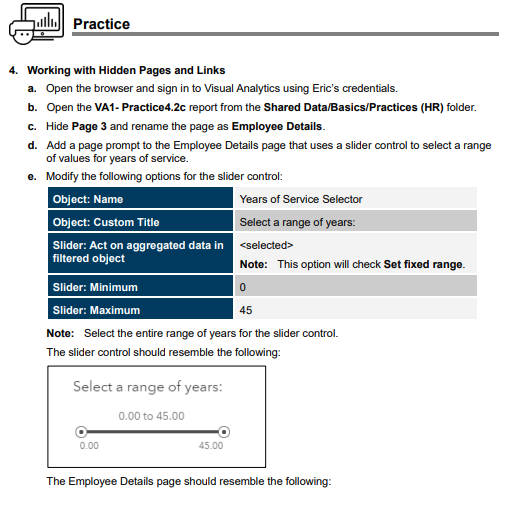 Practice
4. Working with Hidden Pages and Links
a. Open the browser and sign in to Visual Analytics using Eric's credentials.
b. Open the VA1- Practice4.2c report from the Shared Data/Basics/Practices (HR) folder.
c. Hide Page 3 and rename the page as Employee Details.
d. Add a page prompt to the Employee Details page that uses a slider control to select a range
of values for years of service.
e. Modify the following options for the slider control:
Object: Name Years of Service Selector
Object: Custom Title Select a range of years:
Slider: Act on aggregated data in <selected>
filtered object
Note: This option will check Set fixed range.
Slider: Minimum 0
Slider: Maximum 45
Note: Select the entire range of years for the slider control.
The slider control should resemble the following:
Select a range of years:
0.00 to 45.00
0.00 45.00
The Employee Details page should resemble the following: